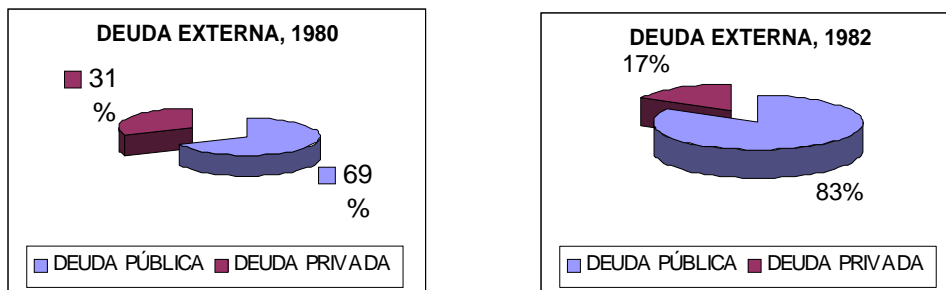 DEUDA EXTERNA, 1980
31
%
69
%
DEUDA PÚBLICA DEUDA PRIVADA
DEUDA EXTERNA, 1982
17%
83%
DEUDA PÚBLICA DEUDA PRIVADA